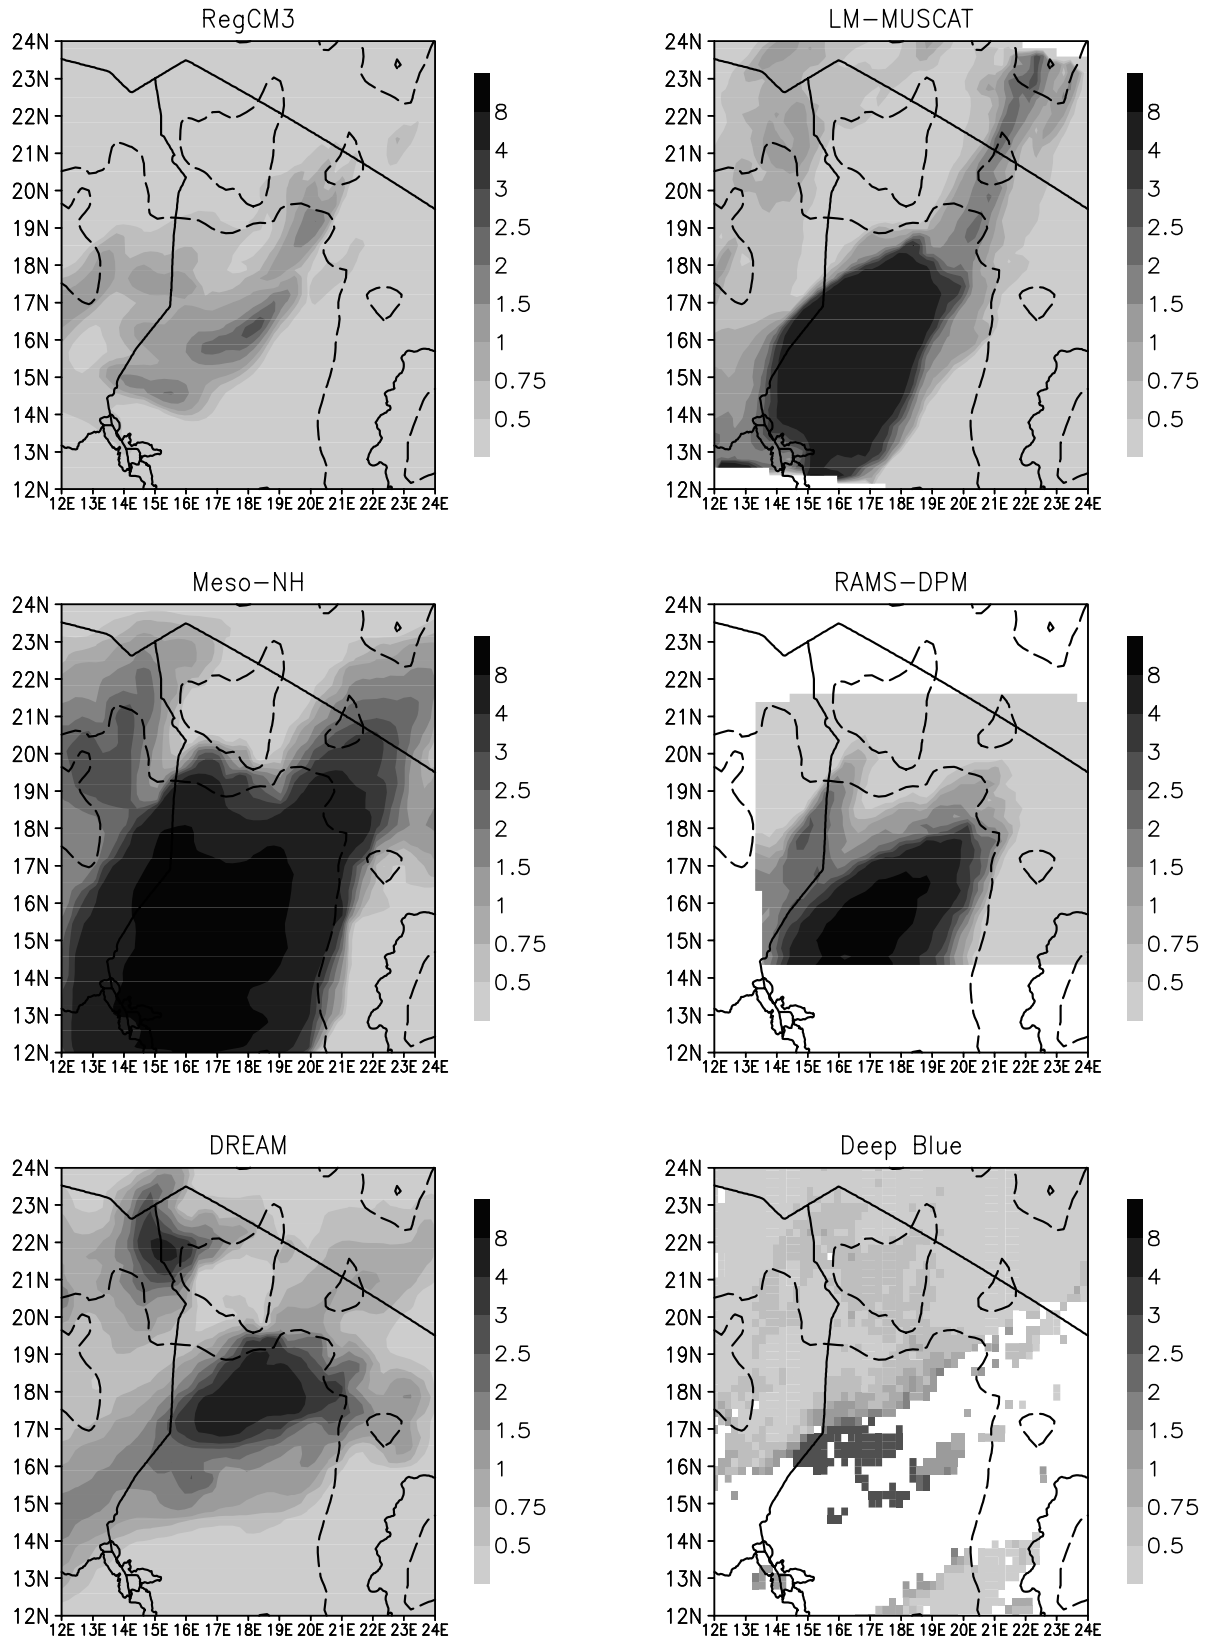 RegCM3
24N
23N
22N
21N
20N
19N
18N
17N
16N
15N
14N
13N
12N
12E 13E 14E 15E 16E 17E 18E 19E 20E 21E 22E 23E 24E
8
4
3
2.5
2
1.5
1
0.75
0.5
LM-MUSCAT
24N
23N
22N
21N
20N
19N
18N
17N
16N
15N
14N
13N
12N
12E 13E 14E 15E 16E 17E 18E 19E 20E 21E 22E 23E 24E
8
4
3
2.5
2
1.5
1
0.75
0.5
Meso-NH
24N
23N
22N
21N
20N
19N
18N
17N
16N
15N
14N
13N
12N
12E 13E 14E 15E 16E 17E 18E 19E 20E 21E 22E 23E 24E
8
4
3
2.5
2
1.5
1
0.75
0.5
RAMS-DPM
24N
23N
22N
21N
20N
19N
18N
17N
16N
15N
14N
13N
12N
12E 13E 14E 15E 16E 17E 18E 19E 20E 21E 22E 23E 24E
8
4
3
2.5
2
1.5
1
0.75
0.5
DREAM
24N
23N
22N
21N
20N
19N
18N
17N
16N
15N
14N
13N
12N
12E 13E 14E 15E 16E 17E 18E 19E 20E 21E 22E 23E 24E
8
4
3
2.5
2
1.5
1
0.75
0.5
Deep Blue
24N
23N
22N
21N
20N
19N
18N
17N
16N
15N
14N
13N
12N
12E 13E 14E 15E 16E 17E 18E 19E 20E 21E 22E 23E 24E
8
4
3
2.5
2
1.5
1
0.75
0.5